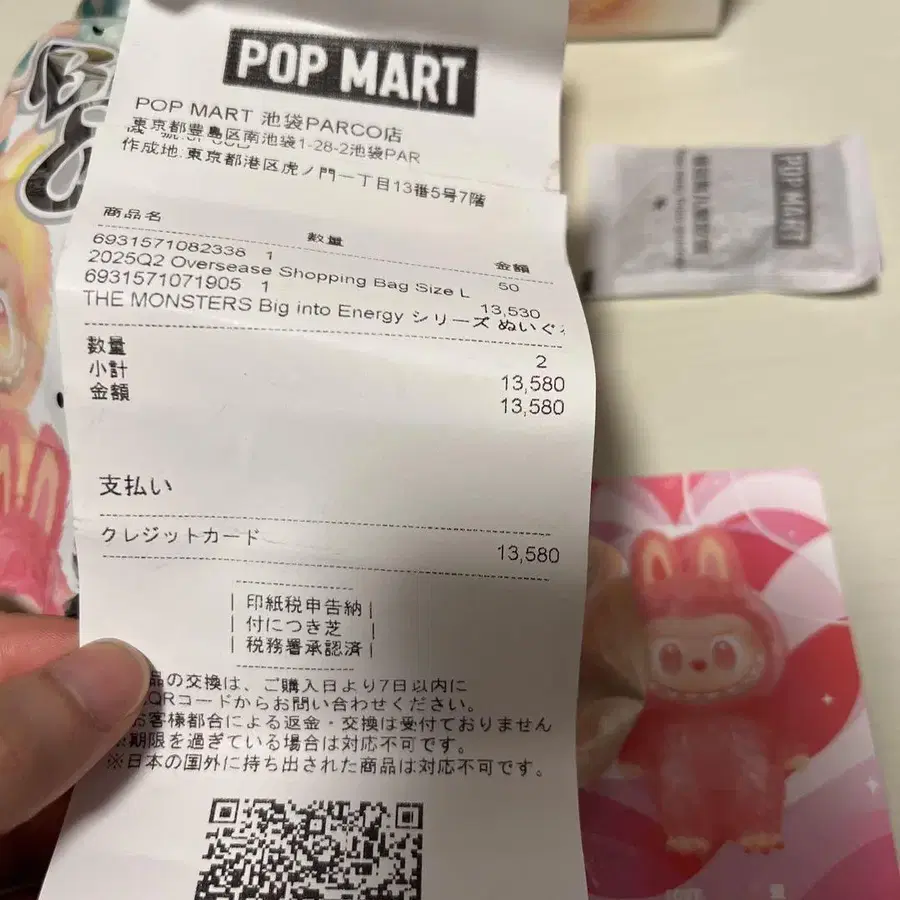 POP MART
POP MART 池袋PARCO店
東京都豊島区南池袋1-28-2池袋PAR
作成地:東京都港区虎ノ門一丁目13番5号7階
商品名 数量 金額
6931571082338 1 50
2025Q2 Oversease Shopping Bag Size L
6931571071905 1 13,530
THE MONSTERS Big into Energy シリーズ ぬいぐ
数量 2
小計 13,580
金額 13,580
支払い
クレジットカード 13,580
印紙税申告納
付につき芝
税務署承認済
品の交換は、ご購入日より7日以内に
QRコードからお問い合わせください。
お客様都合による返金・交換は受付ておりません
※期限を過ぎている場合は対応不可です。
※日本の国外に持ち出された商品は対応不可です。
POP MART